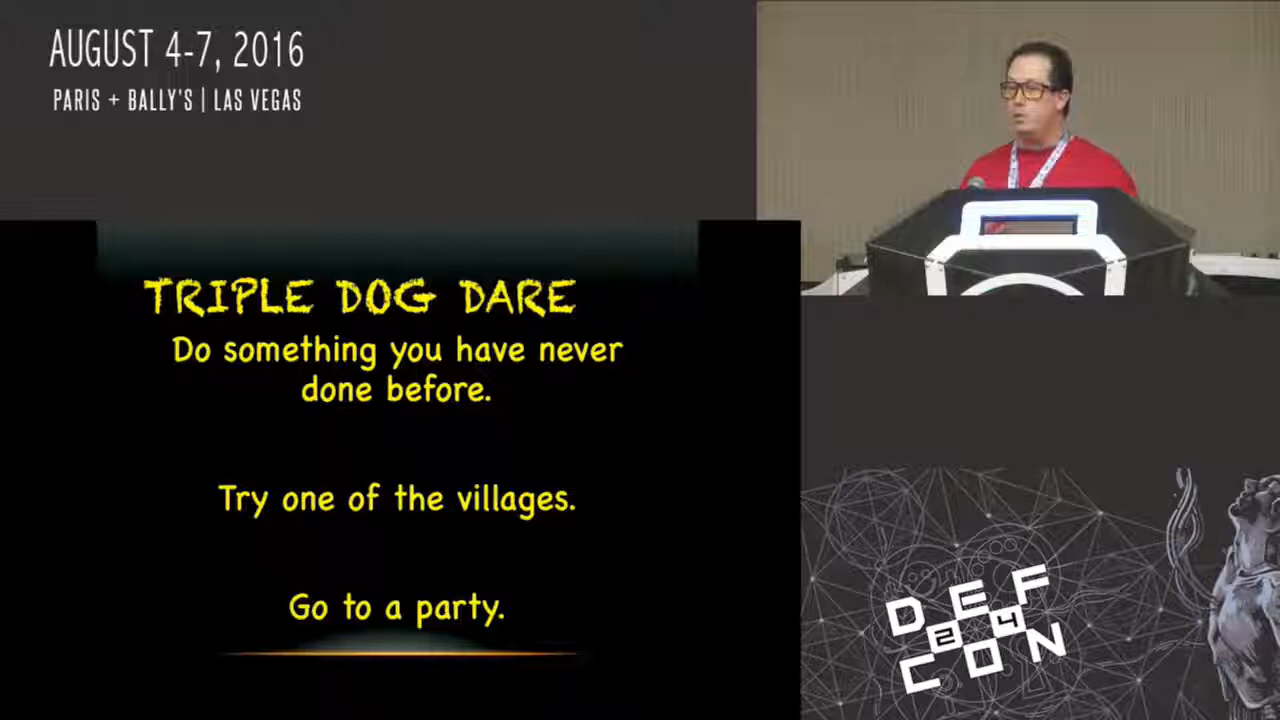 AUGUST 4-7, 2016
PARIS + BALLY'S | LAS VEGAS
TRIPLE DOG DARE
Do something you have never
done before.
Try one of the villages.
Go to a party.
DEF
24
CON